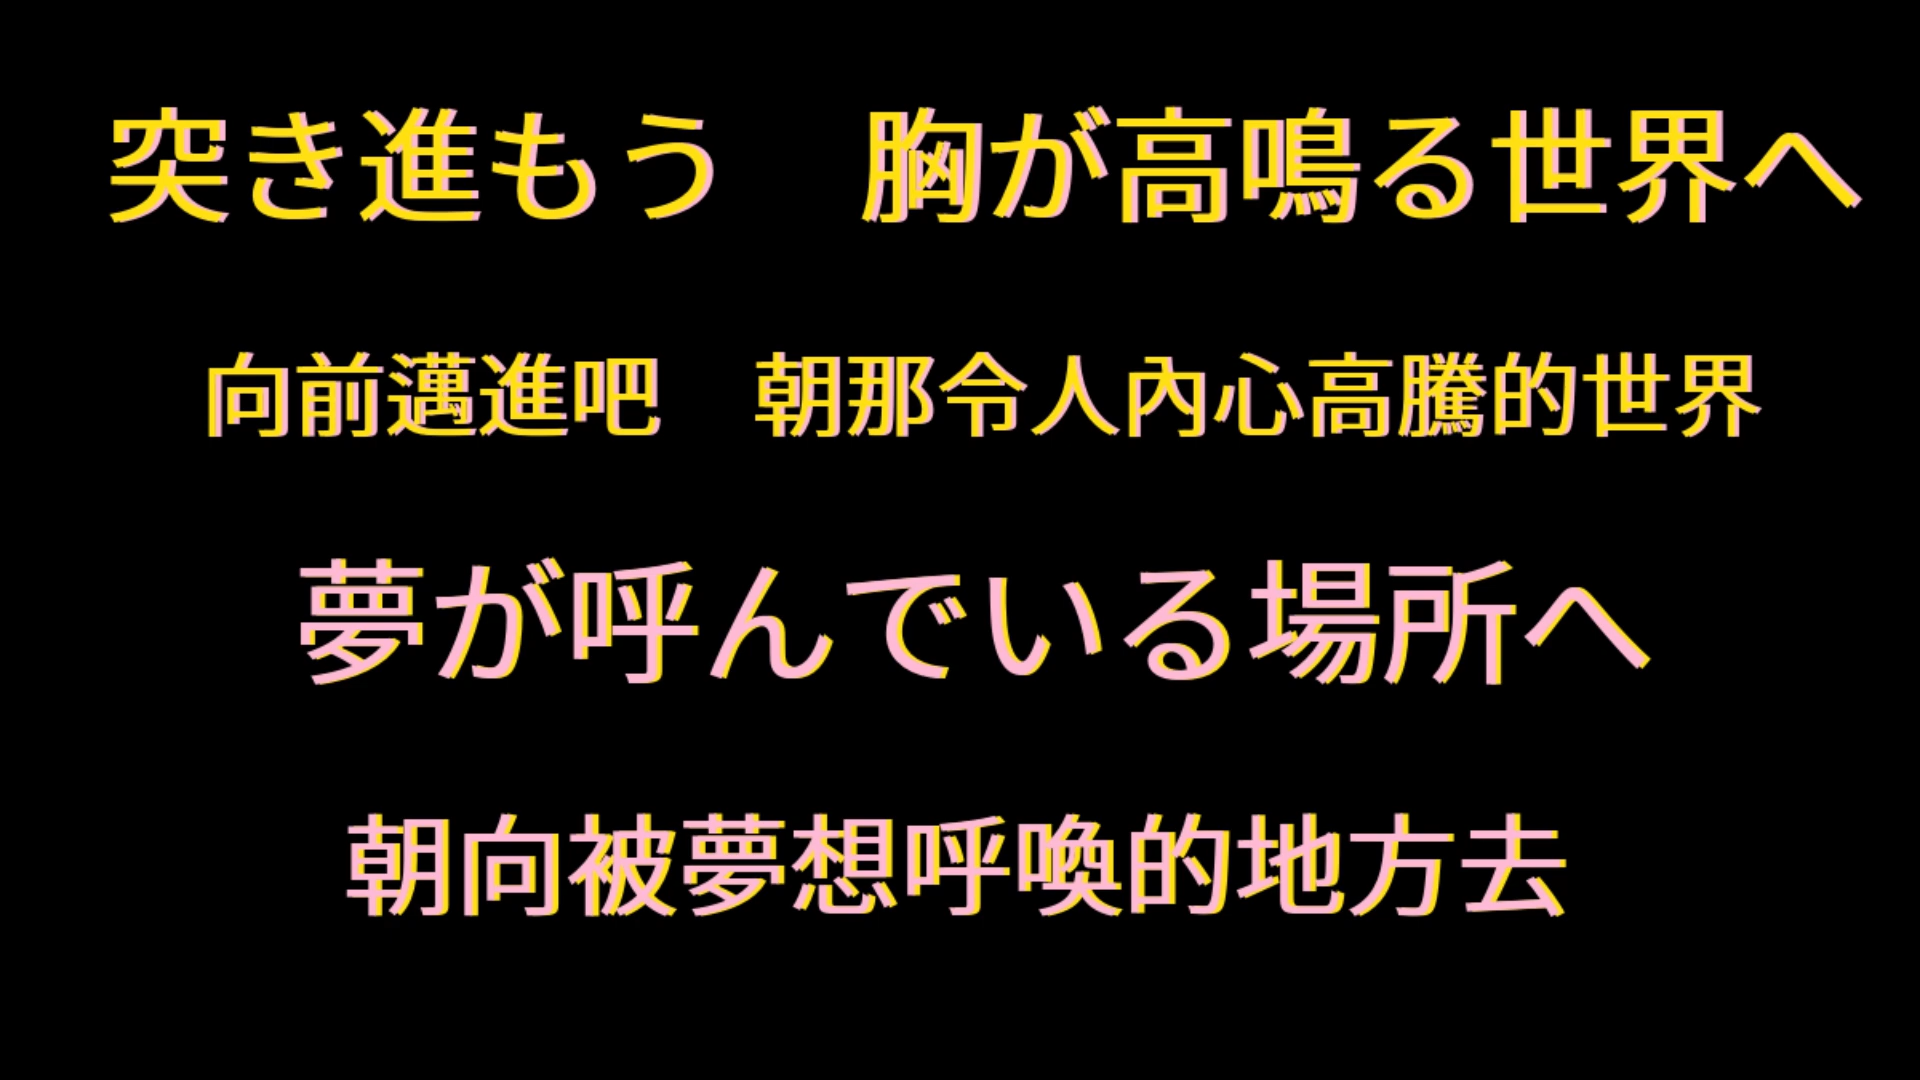 突き進もう　胸が高鳴る世界へ
向前邁進吧　朝那令人內心高騰的世界
夢が呼んでいる場所へ
朝向被夢想呼喚的地方去